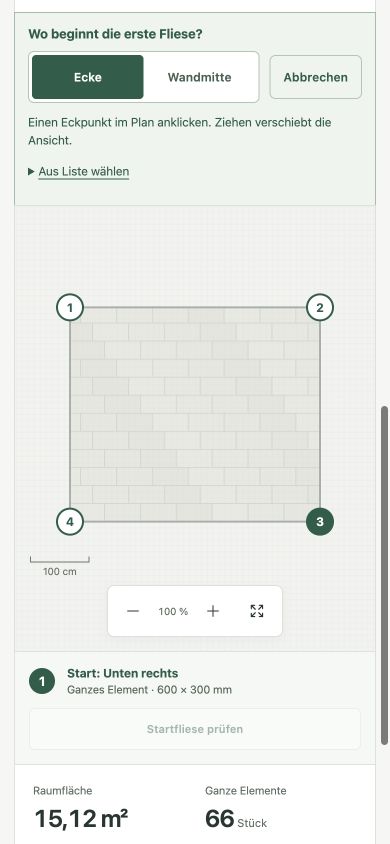 Wo beginnt die erste Fliese?
Ecke
Wandmitte
Abbrechen
Einen Eckpunkt im Plan anklicken. Ziehen verschiebt die
Ansicht.
Aus Liste wählen
1
2
4
3
100 cm
100 %
1
Start: Unten rechts
Ganzes Element · 600 × 300 mm
Startfliese prüfen
Raumfläche
Ganze Elemente
15,12 m²
66 Stück